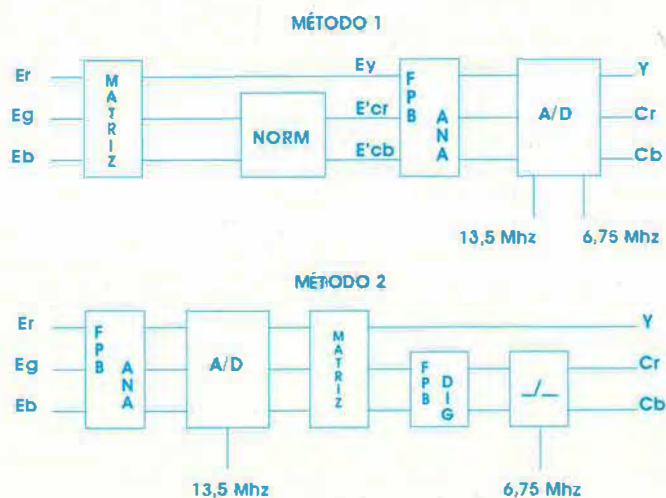 MÉTODO 1
Er
Eg
Eb
MATRIZ
NORM
Ey
E'cr
E'cb
FPB
ANA
A/D
Y
Cr
Cb
13,5 Mhz
6,75 Mhz
MÉTODO 2
Er
Eg
Eb
FPB
ANA
A/D
MATRIZ
FPB
DIG
Y
Cr
Cb
13,5 Mhz
6,75 Mhz